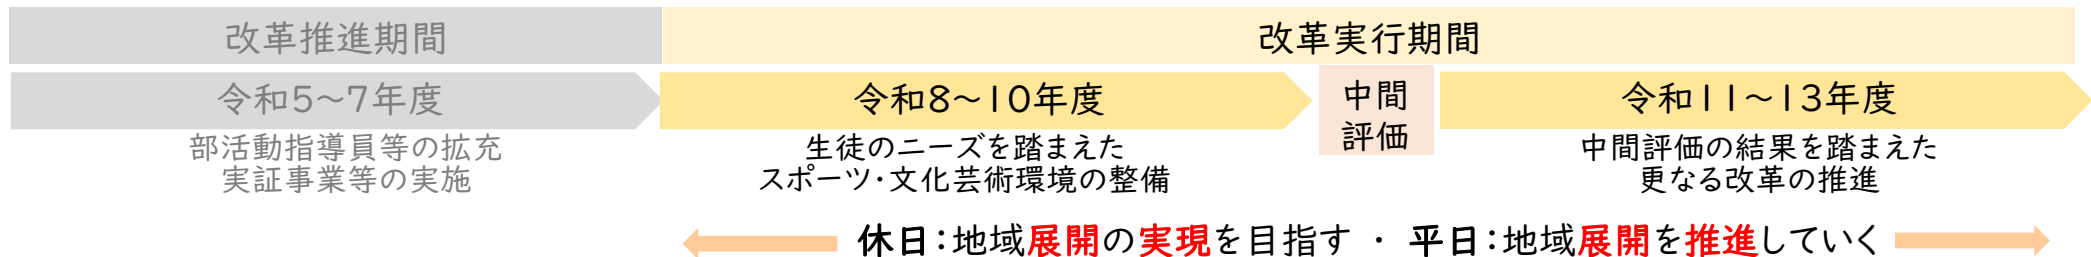 改革推進期間
改革実行期間
令和5~7年度
令和8~10年度
中間
評価
令和11~13年度
部活動指導員等の拡充
実証事業等の実施
生徒のニーズを踏まえた
スポーツ・文化芸術環境の整備
中間評価の結果を踏まえた
更なる改革の推進
休日:地域展開の実現を目指す ・ 平日:地域展開を推進していく